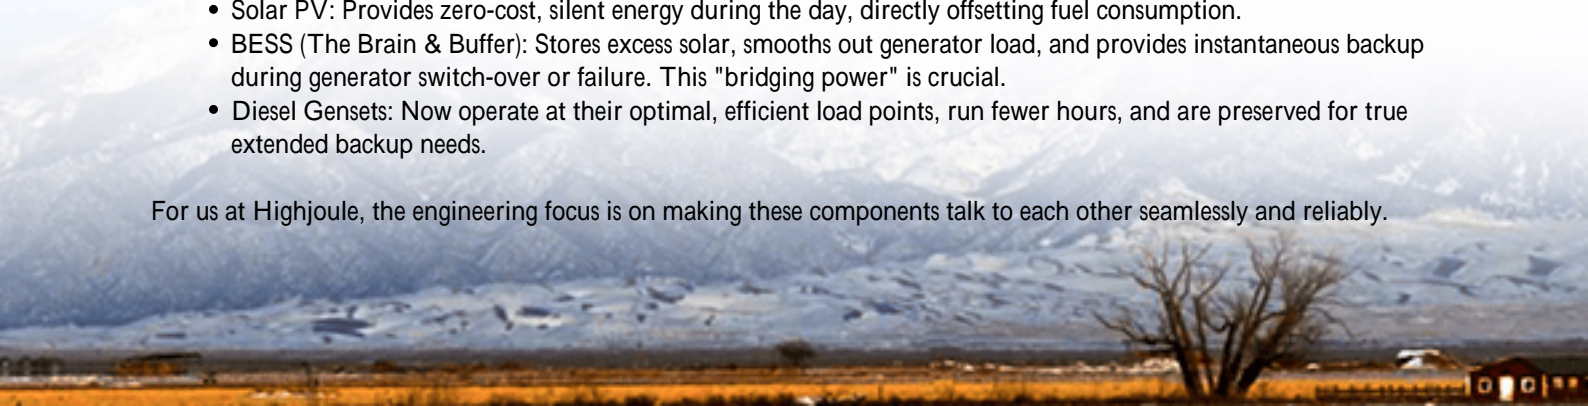 • Solar PV: Provides zero-cost, silent energy during the day, directly offsetting fuel consumption.
• BESS (The Brain & Buffer): Stores excess solar, smooths out generator load, and provides instantaneous backup
during generator switch-over or failure. This "bridging power" is crucial.
• Diesel Gensets: Now operate at their optimal, efficient load points, run fewer hours, and are preserved for true
extended backup needs.
For us at Highjoule, the engineering focus is on making these components talk to each other seamlessly and reliably.